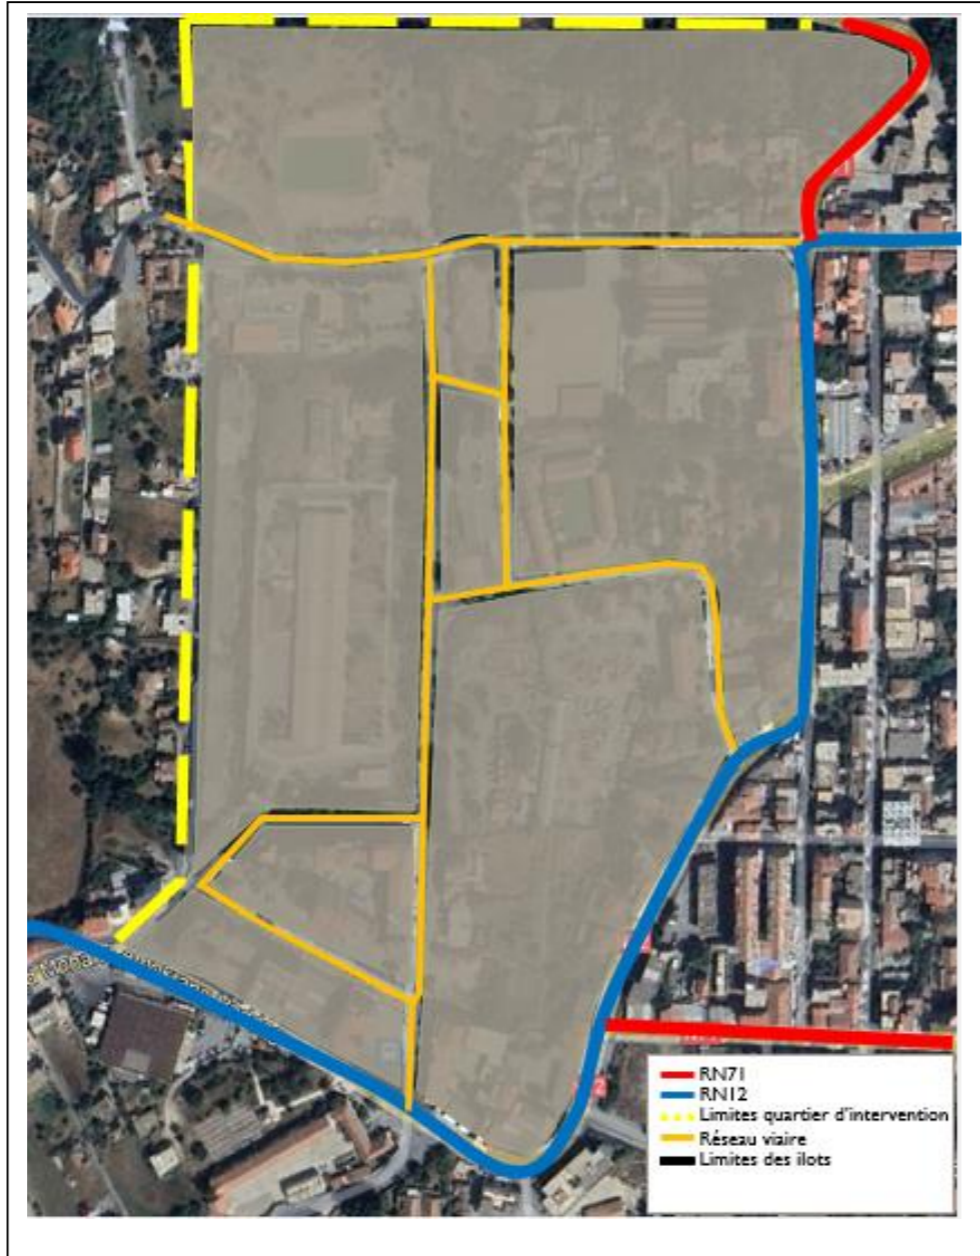 RN71
RN12
Limites quartier d'intervention
Réseau viaire
Limites des ilots